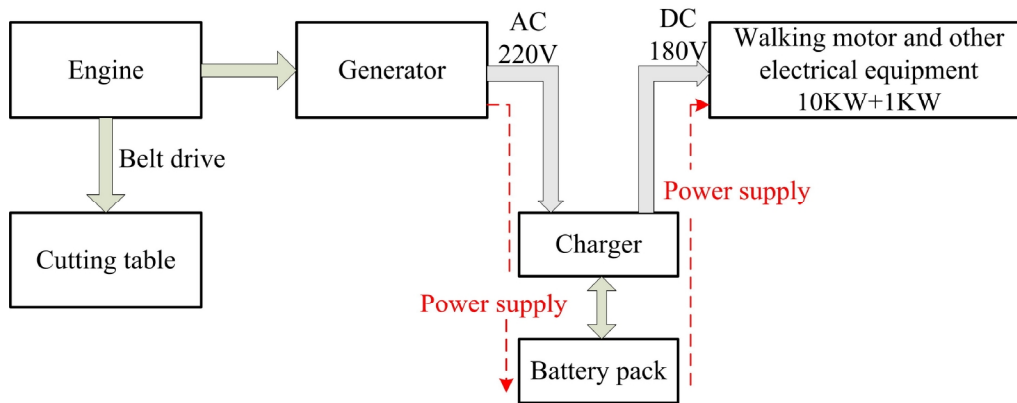 Engine
Generator
AC
220V
DC
180V
Walking motor and other
electrical equipment
10KW+1KW
Belt drive
Power supply
Cutting table
Charger
Power supply
Battery pack